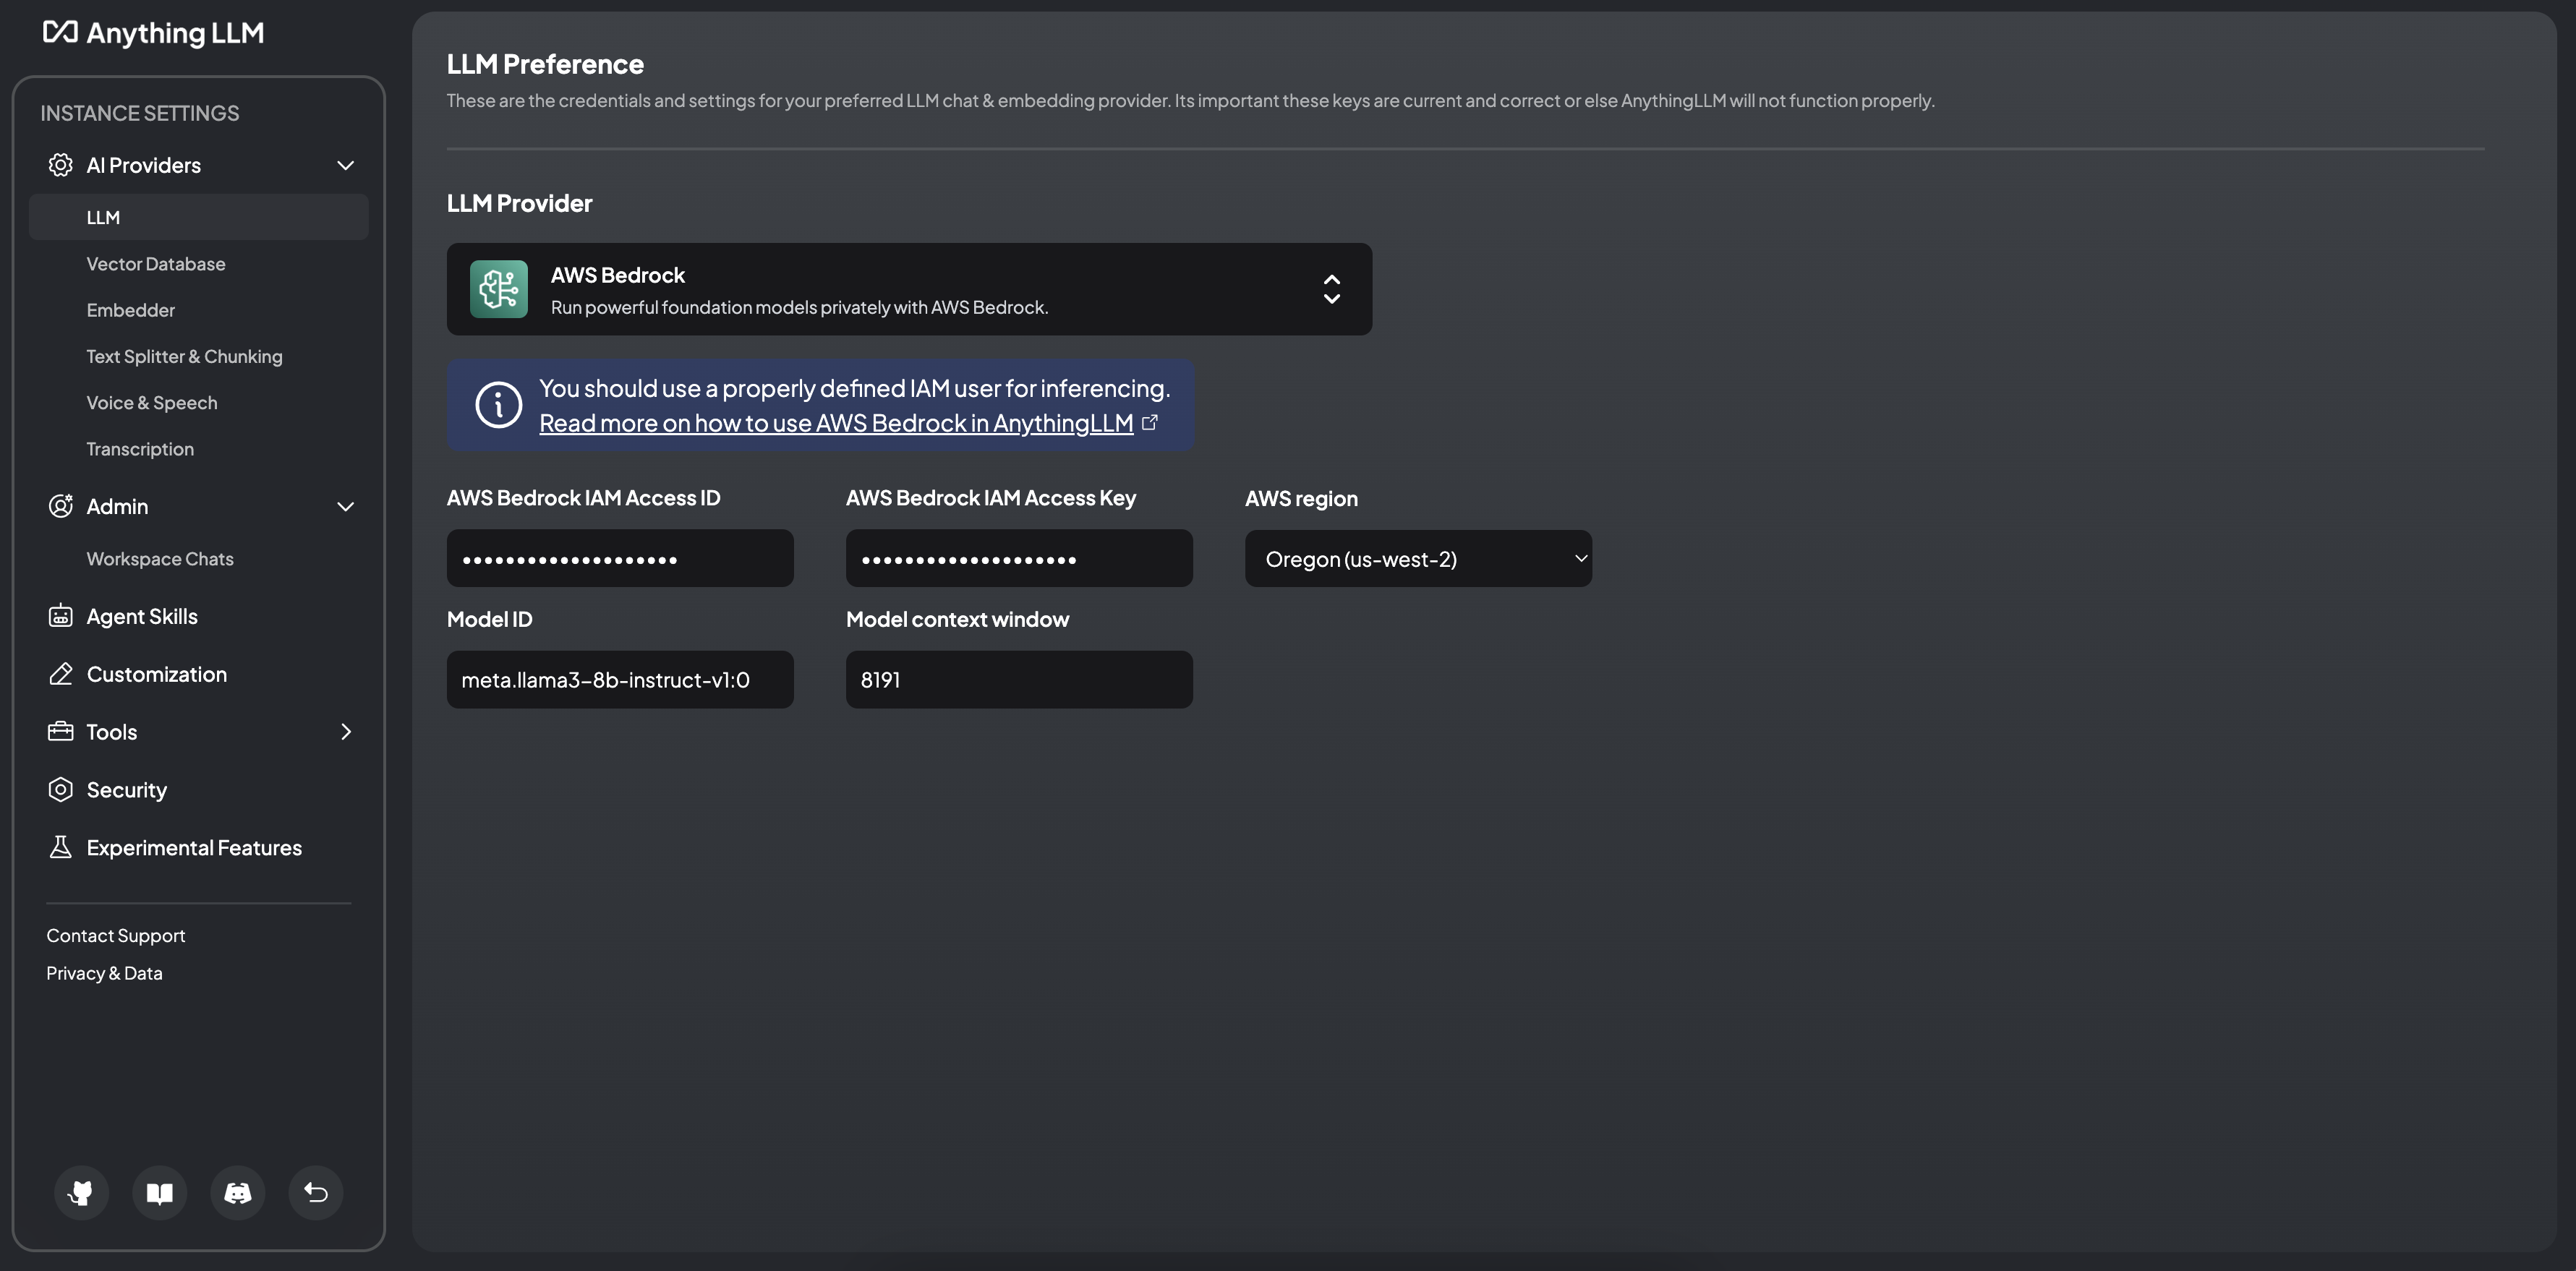 Anything LLM
INSTANCE SETTINGS
AI Providers
LLM
Vector Database
Embedder
Text Splitter & Chunking
Voice & Speech
Transcription
Admin
Workspace Chats
Agent Skills
Customization
Tools
Security
Experimental Features
Contact Support
Privacy & Data
LLM Preference
These are the credentials and settings for your preferred LLM chat & embedding provider. Its important these keys are current and correct or else AnythingLLM will not function properly.
LLM Provider
AWS Bedrock
Run powerful foundation models privately with AWS Bedrock.
You should use a properly defined IAM user for inferencing.
Read more on how to use AWS Bedrock in AnythingLLM
AWS Bedrock IAM Access ID
AWS Bedrock IAM Access Key
AWS region
••••••••••••••••••••
••••••••••••••••••••
Oregon (us-west-2)
Model ID
Model context window
meta.llama3-8b-instruct-v1:0
8191